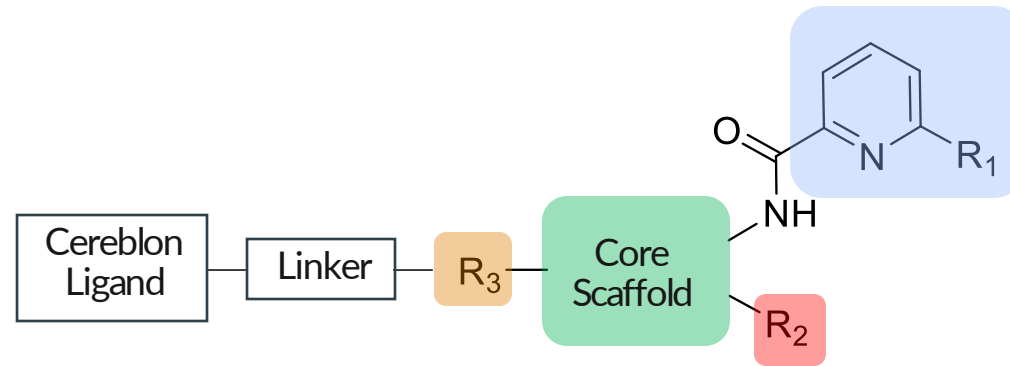 O
N
R₁
NH
Cereblon
Ligand
Linker
R₃
Core
Scaffold
R₂